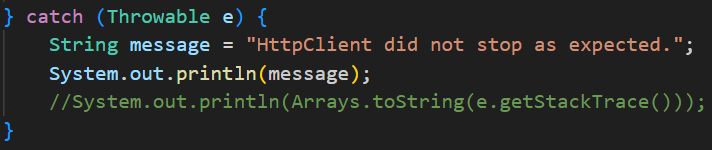 } catch (Throwable e) {
    String message = "HttpClient did not stop as expected.";
    System.out.println(message);
    //System.out.println(Arrays.toString(e.getStackTrace()));
}